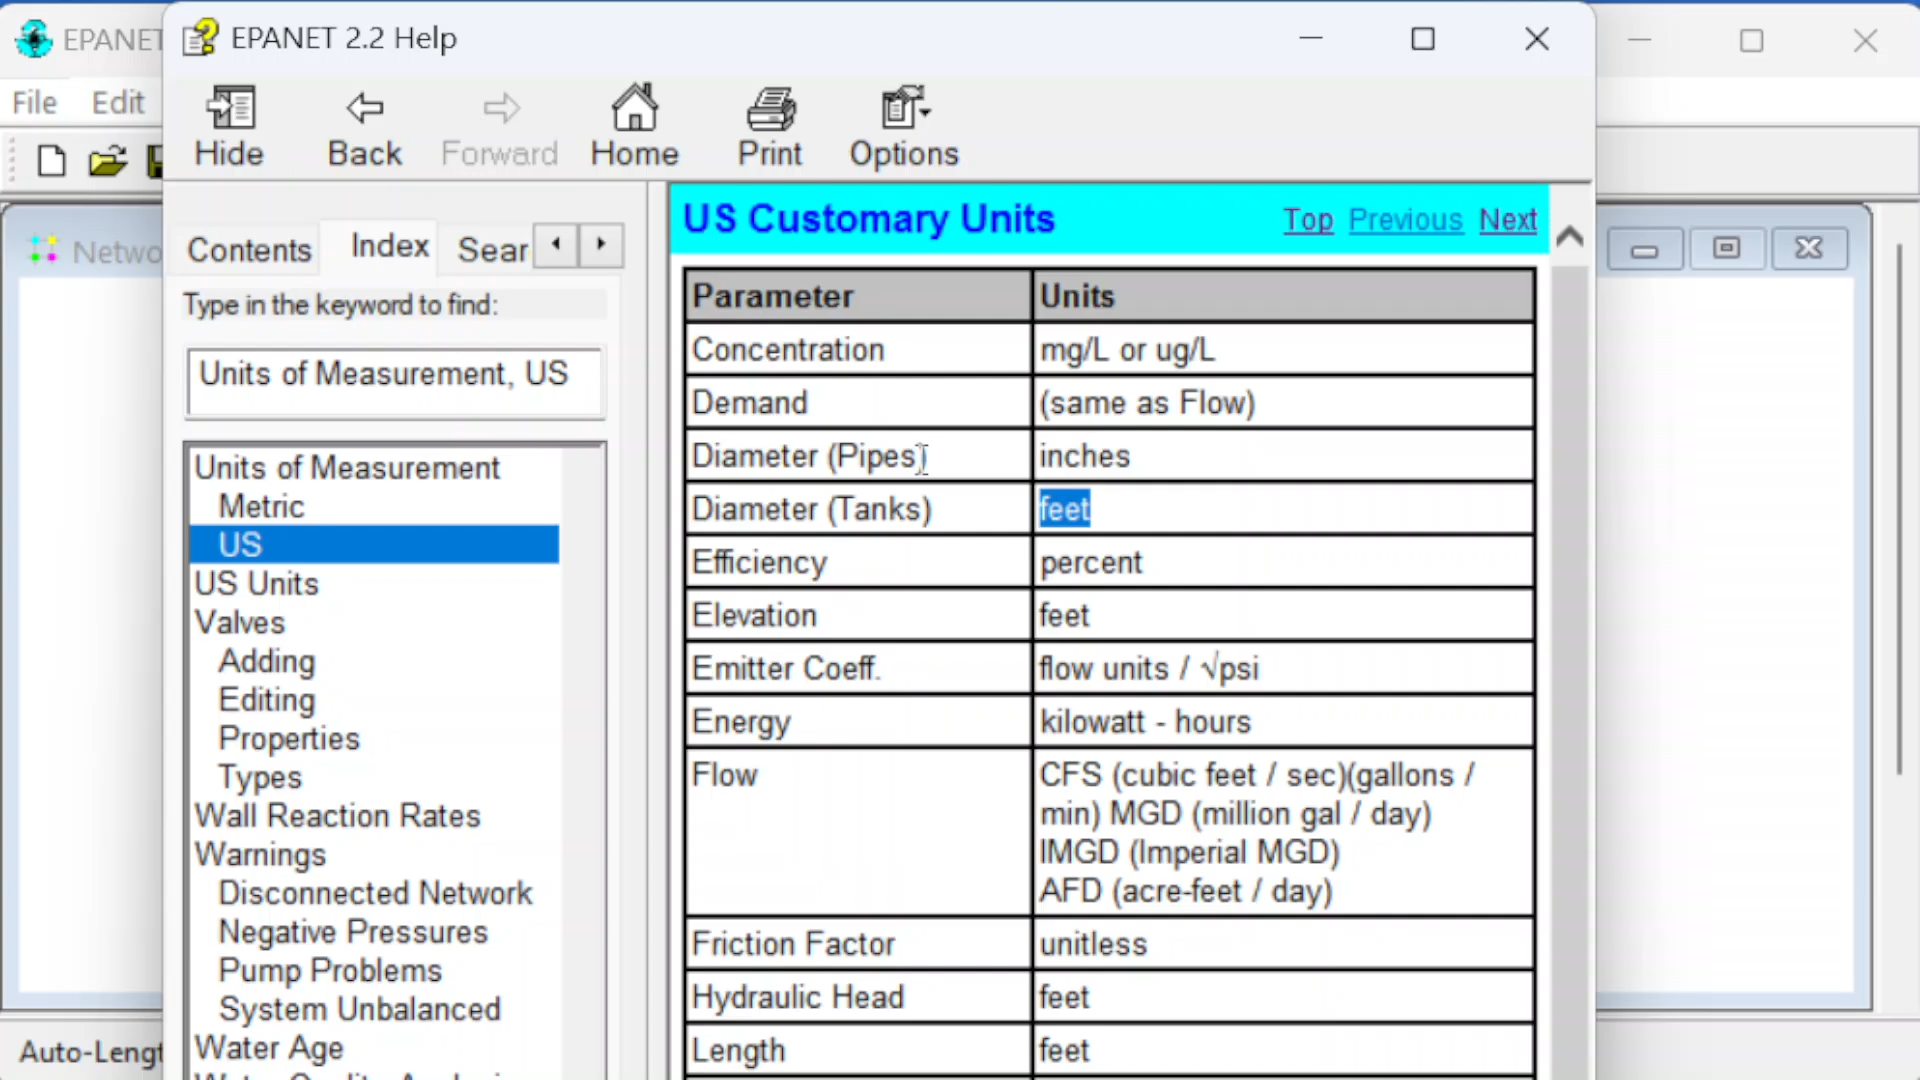 EPANET
EPANET 2.2 Help
File Edit
Hide Back Forward Home Print Options
Contents Index Sear
US Customary Units Top Previous Next
Networ
Type in the keyword to find:
Units of Measurement, US
Units of Measurement
Metric
US
US Units
Valves
Adding
Editing
Properties
Types
Wall Reaction Rates
Warnings
Disconnected Network
Negative Pressures
Pump Problems
System Unbalanced
Water Age
Parameter Units
Concentration mg/L or ug/L
Demand (same as Flow)
Diameter (Pipes) inches
Diameter (Tanks) feet
Efficiency percent
Elevation feet
Emitter Coeff. flow units / √psi
Energy kilowatt - hours
Flow CFS (cubic feet / sec)(gallons /
min) MGD (million gal / day)
IMGD (Imperial MGD)
AFD (acre-feet / day)
Friction Factor unitless
Hydraulic Head feet
Length feet
Auto-Lengt